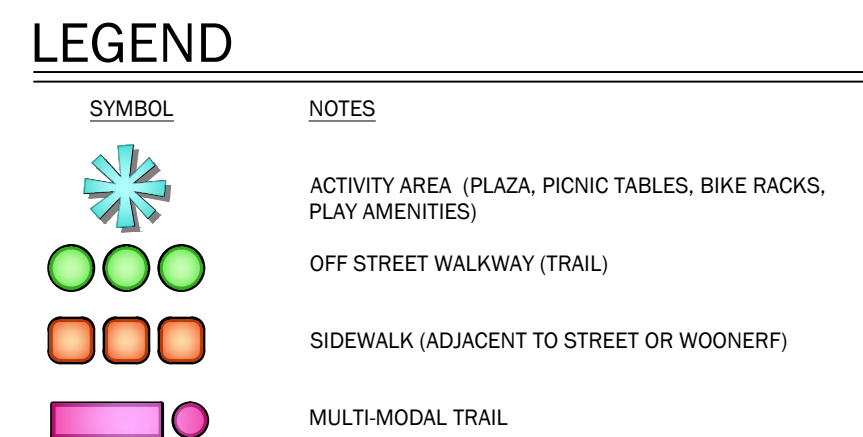 LEGEND
SYMBOL NOTES
ACTIVITY AREA (PLAZA, PICNIC TABLES, BIKE RACKS,
PLAY AMENITIES)
OFF STREET WALKWAY (TRAIL)
SIDEWALK (ADJACENT TO STREET OR WOONERF)
MULTI-MODAL TRAIL